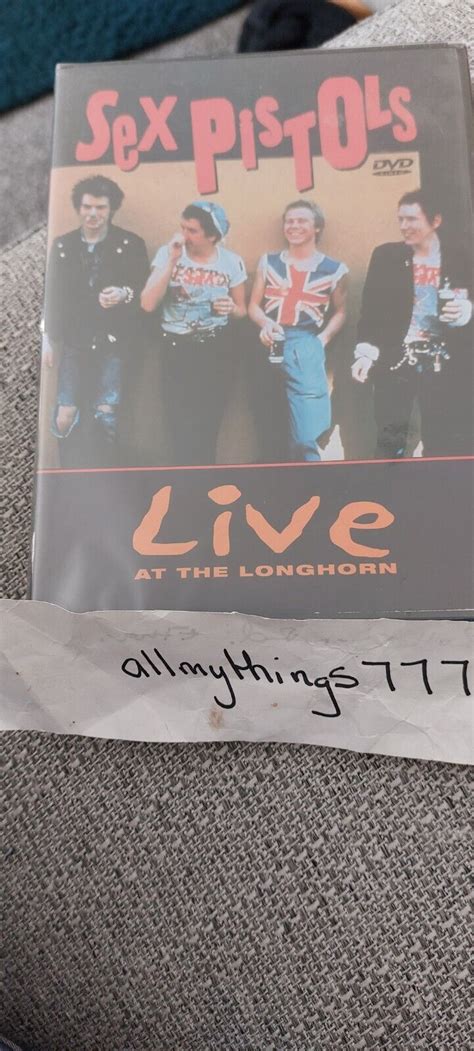 Sex PisTOLs
DVD
Live
AT THE LONGHORN
allmythings777